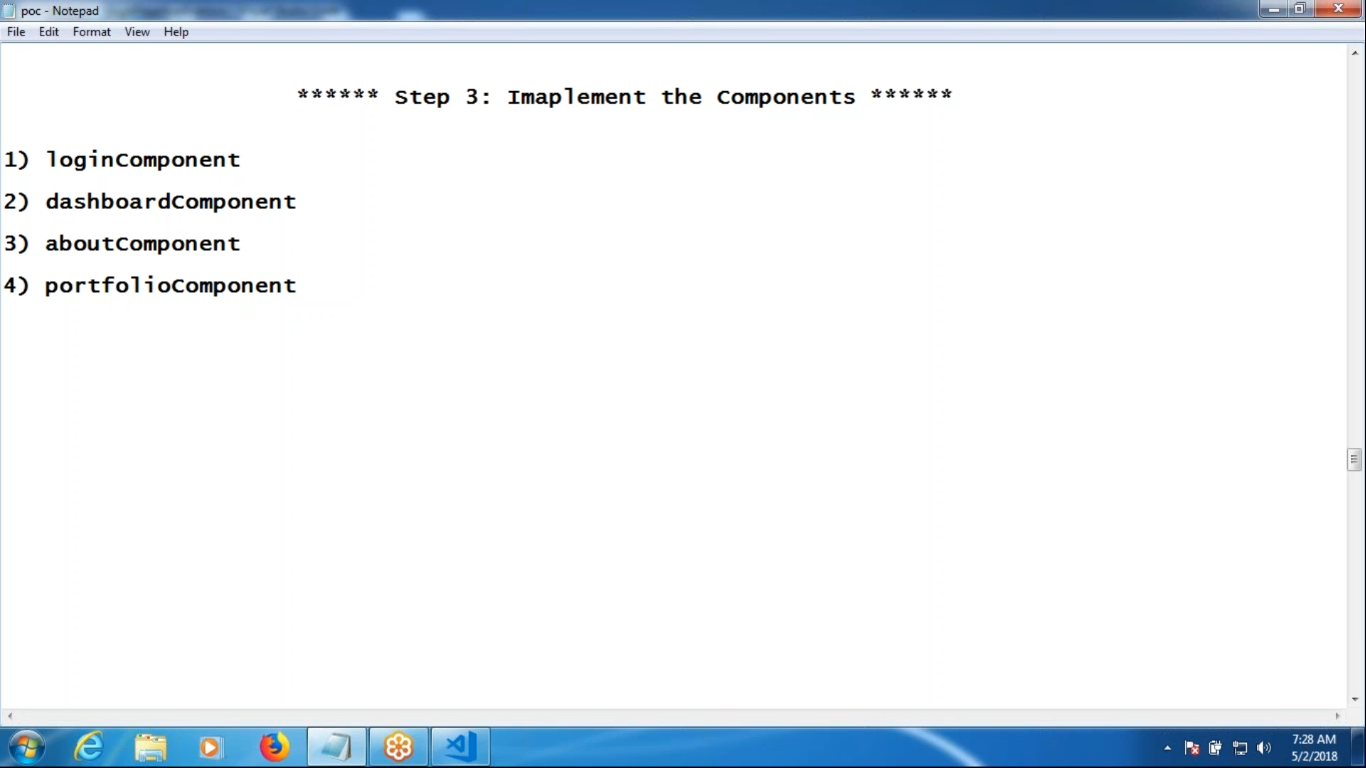 poc - Notepad
File Edit Format View Help
****** Step 3: Imaplement the Components ******
1) loginComponent
2) dashboardComponent
3) aboutComponent
4) portfolioComponent
7:28 AM
5/2/2018